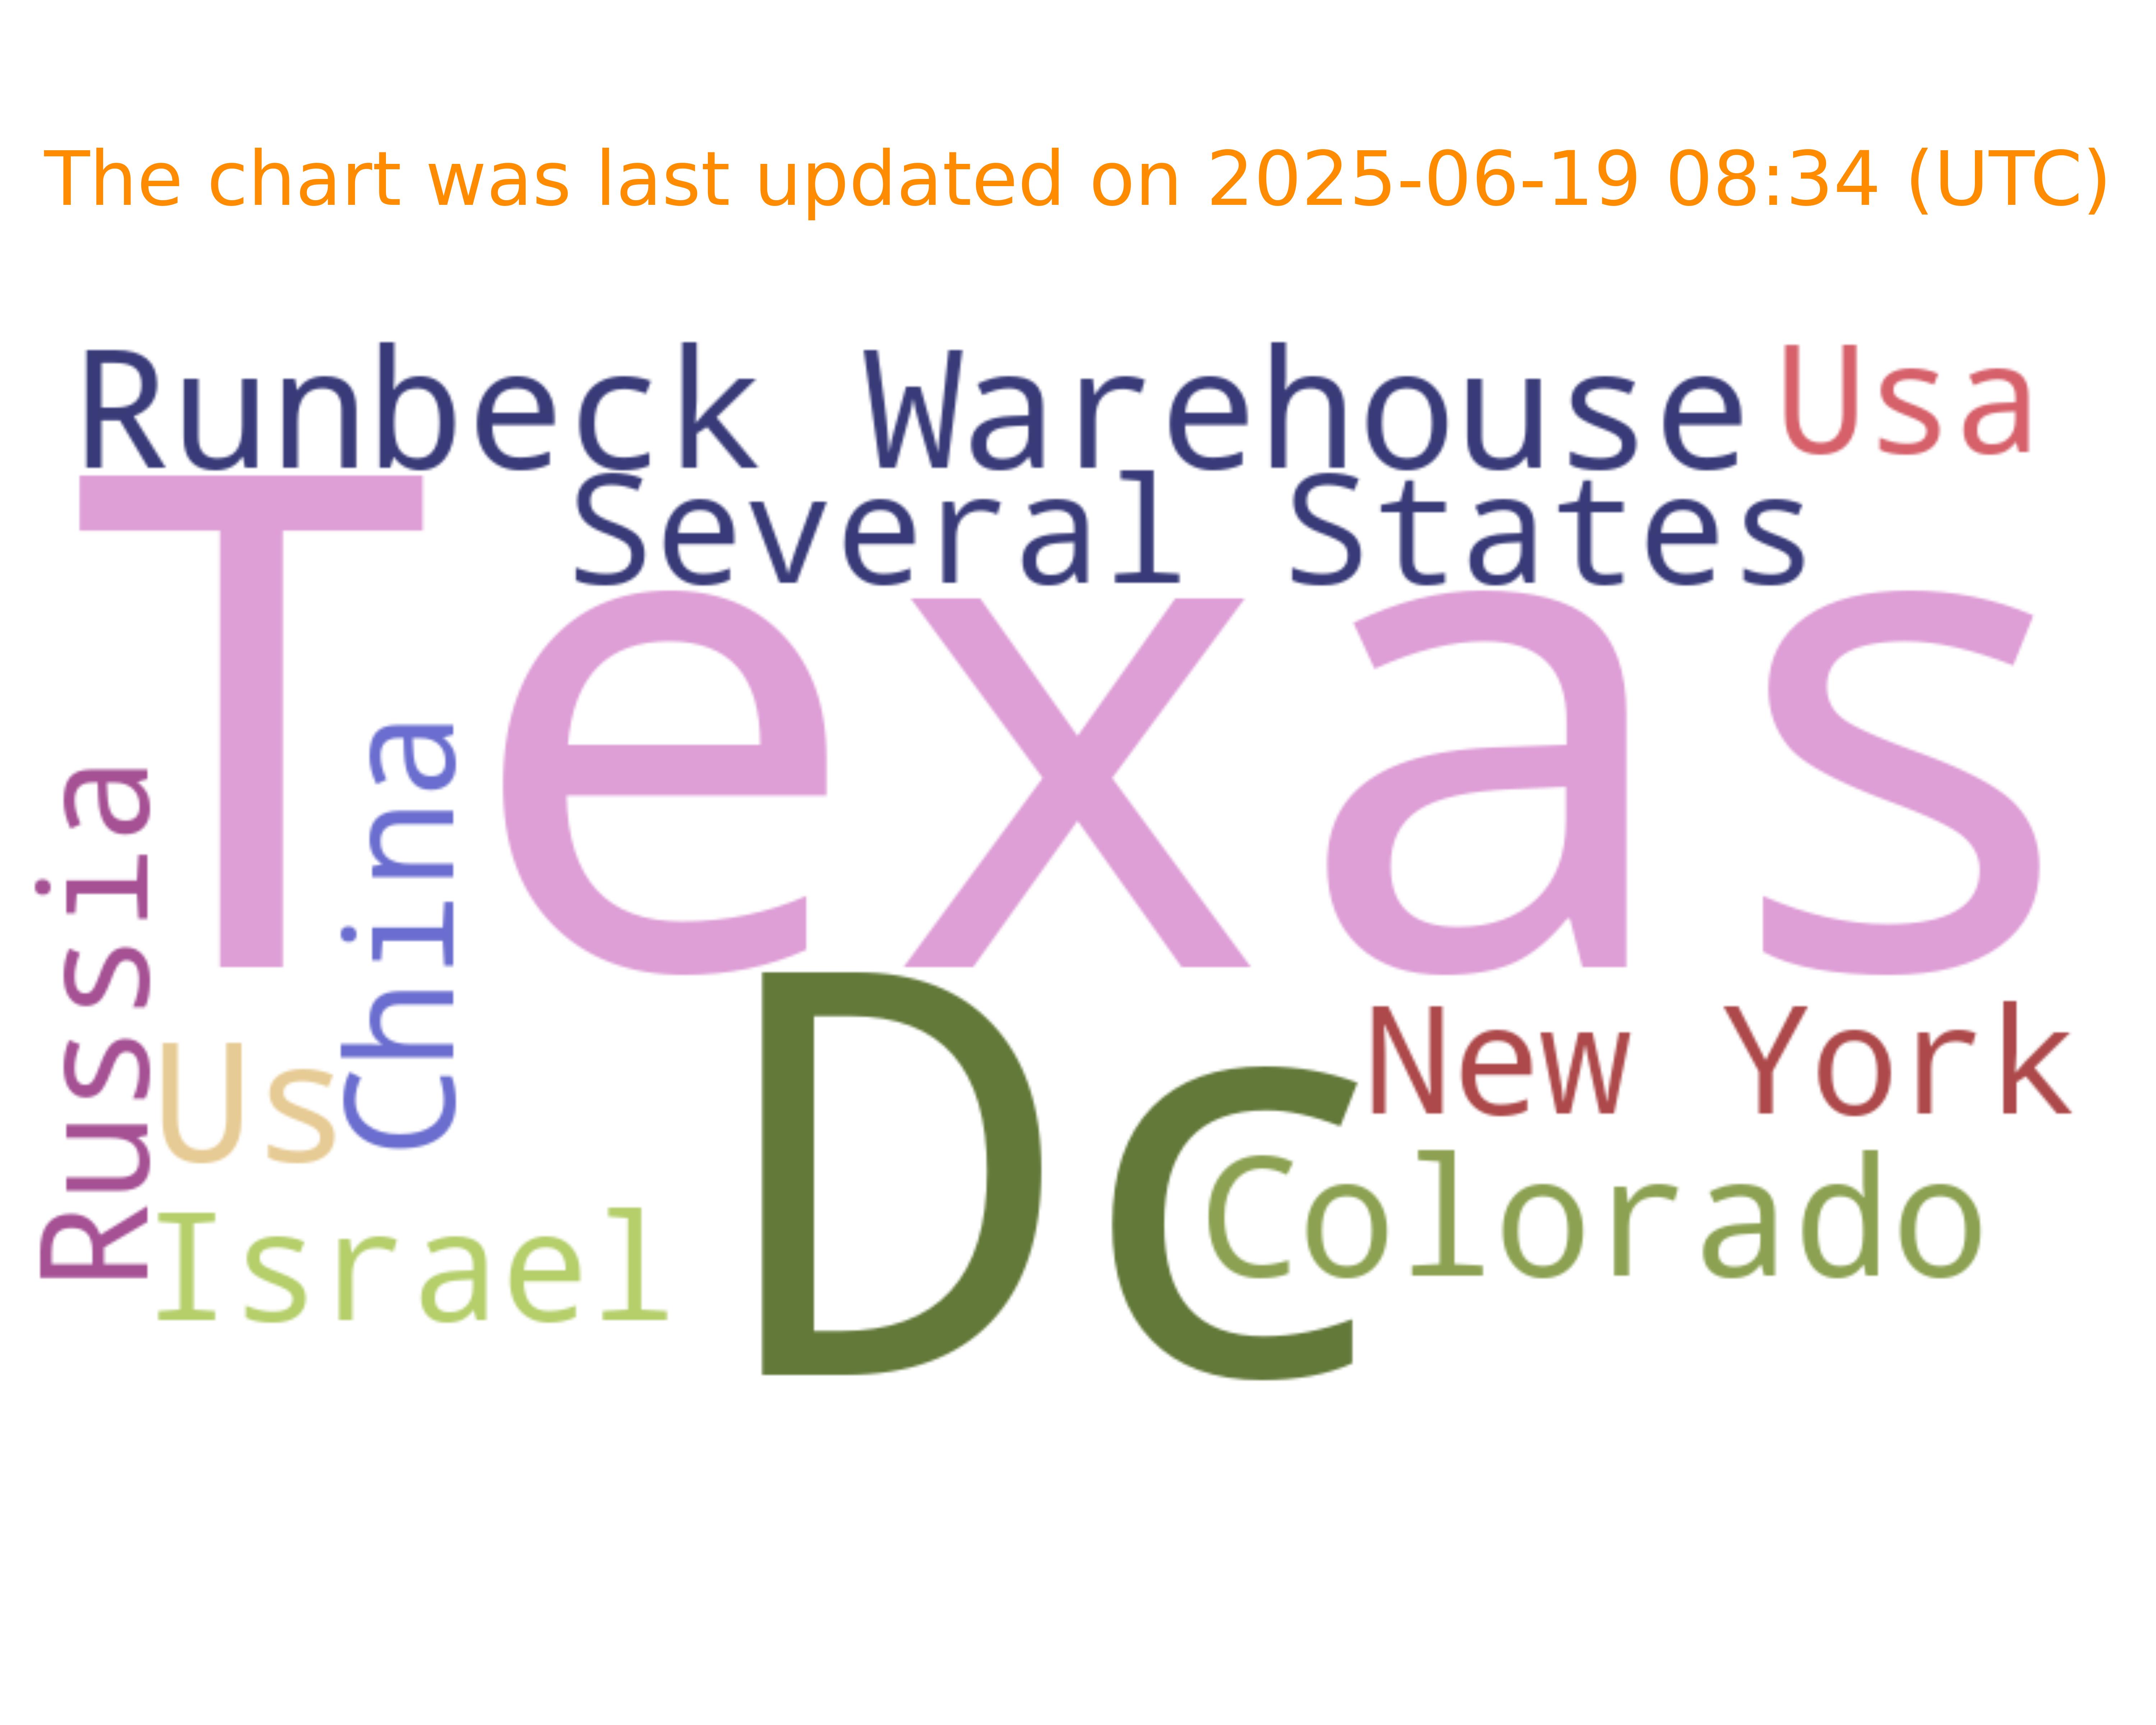 The chart was last updated on 2025-06-19 08:34 (UTC)
Runbeck Warehouse
Usa
Several States
Texas
Russia
China
Us
Dc
New York
Colorado
Israel